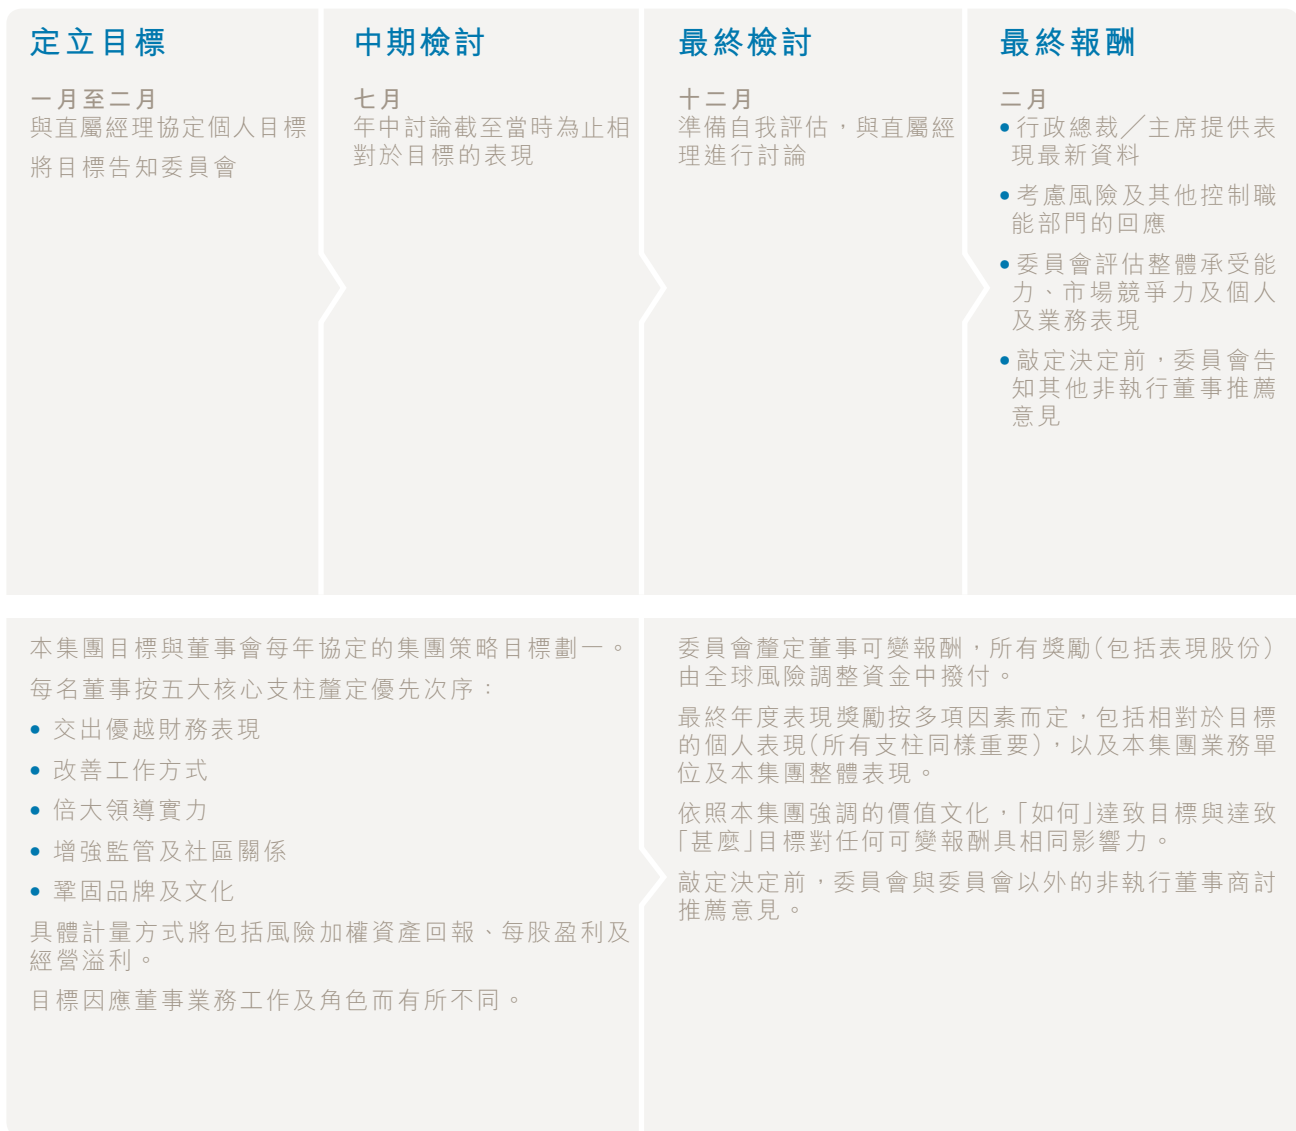 定立目標
一月至二月
與直屬經理協定個人目標
將目標告知委員會
中期檢討
七月
年中討論截至當時為止相
對於目標的表現
最終檢討
十二月
準備自我評估，與直屬經
理進行討論
最終報酬
二月
• 行政總裁／主席提供表
現最新資料
• 考慮風險及其他控制職
能部門的回應
• 委員會評估整體承受能
力、市場競爭力及個人
及業務表現
• 敲定決定前，委員會告
知其他非執行董事推薦
意見
本集團目標與董事會每年協定的集團策略目標劃一。
每名董事按五大核心支柱釐定優先次序：
• 交出優越財務表現
• 改善工作方式
• 倍大領導實力
• 增強監管及社區關係
• 鞏固品牌及文化
具體計量方式將包括風險加權資產回報、每股盈利及
經營溢利。
目標因應董事業務工作及角色而有所不同。
委員會釐定董事可變報酬，所有獎勵(包括表現股份)
由全球風險調整資金中撥付。
最終年度表現獎勵按多項因素而定，包括相對於目標
的個人表現(所有支柱同樣重要)，以及本集團業務單
位及本集團整體表現。
依照本集團強調的價值文化，「如何」達致目標與達致
「甚麼」目標對任何可變報酬具相同影響力。
敲定決定前，委員會與委員會以外的非執行董事商討
推薦意見。